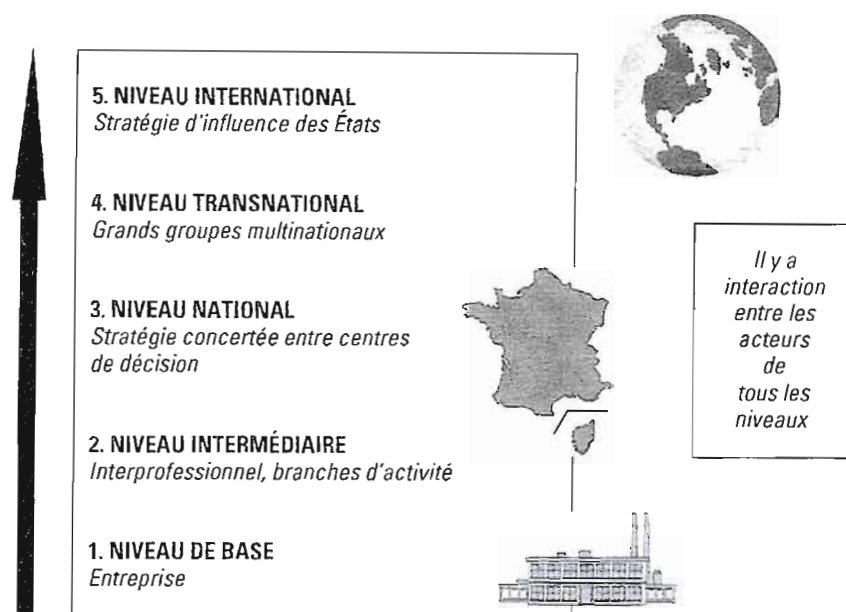 5. NIVEAU INTERNATIONAL
Stratégie d'influence des États
4. NIVEAU TRANSNATIONAL
Grands groupes multinationaux
3. NIVEAU NATIONAL
Stratégie concertée entre centres
de décision
2. NIVEAU INTERMÉDIAIRE
Interprofessionnel, branches d'activité
1. NIVEAU DE BASE
Entreprise
Il y a
interaction
entre les
acteurs
de
tous les
niveaux